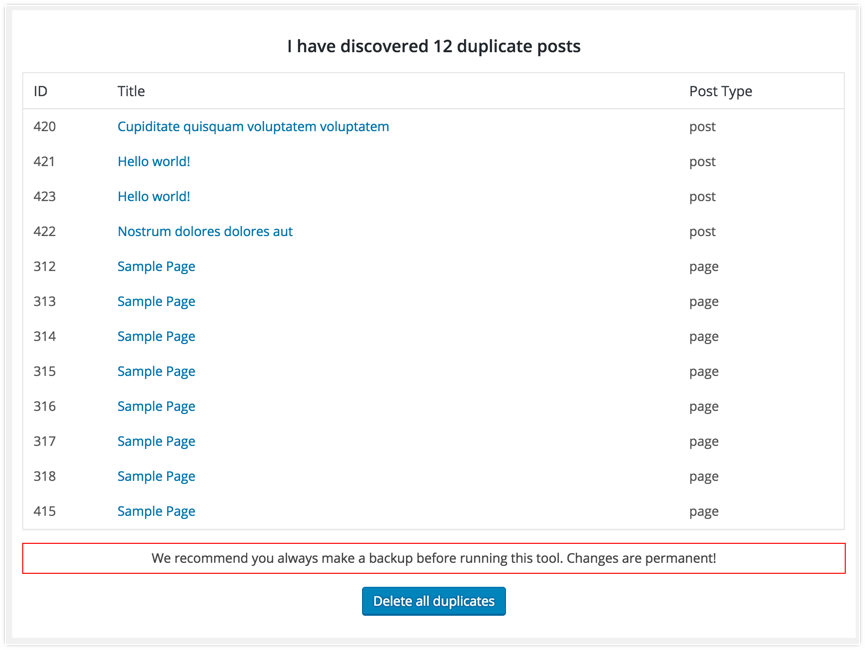 I have discovered 12 duplicate posts
ID Title Post Type
420 Cupiditate quisquam voluptatem voluptatem post
421 Hello world! post
423 Hello world! post
422 Nostrum dolores dolores aut post
312 Sample Page page
313 Sample Page page
314 Sample Page page
315 Sample Page page
316 Sample Page page
317 Sample Page page
318 Sample Page page
415 Sample Page page
We recommend you always make a backup before running this tool. Changes are permanent!
Delete all duplicates